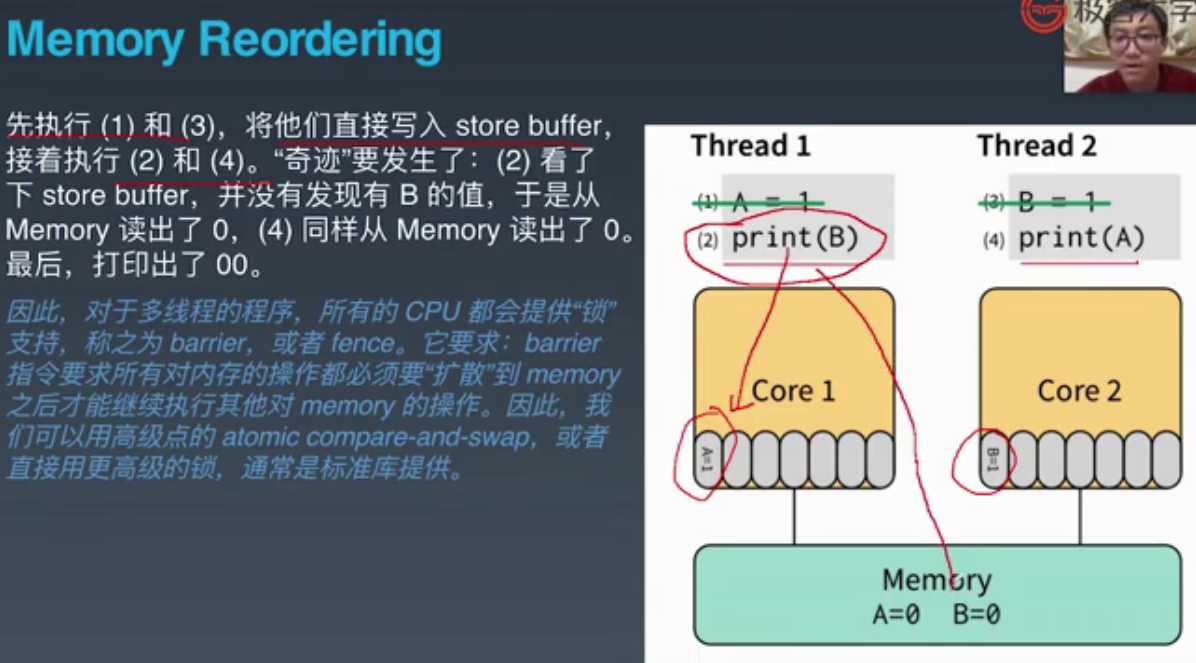 Memory Reordering
极客
学
先执行 (1) 和 (3)，将他们直接写入 store buffer，
接着执行 (2) 和 (4)。“奇迹”要发生了：(2) 看了
下 store buffer，并没有发现有 B 的值，于是从
Memory 读出了 0，(4) 同样从 Memory 读出了 0。
最后，打印出了 00。
因此，对于多线程的程序，所有的 CPU 都会提供“锁”
支持，称之为 barrier，或者 fence。它要求：barrier
指令要求所有对内存的操作都必须要“扩散”到 memory
之后才能继续执行其他对 memory 的操作。因此，我
们可以用高级点的 atomic compare-and-swap，或者
直接用更高级的锁，通常是标准库提供。
Thread 1
(1) A = 1
(2) print(B)
Core 1
A=1
Thread 2
(3) B = 1
(4) print(A)
Core 2
B=1
Memory
A=0 B=0